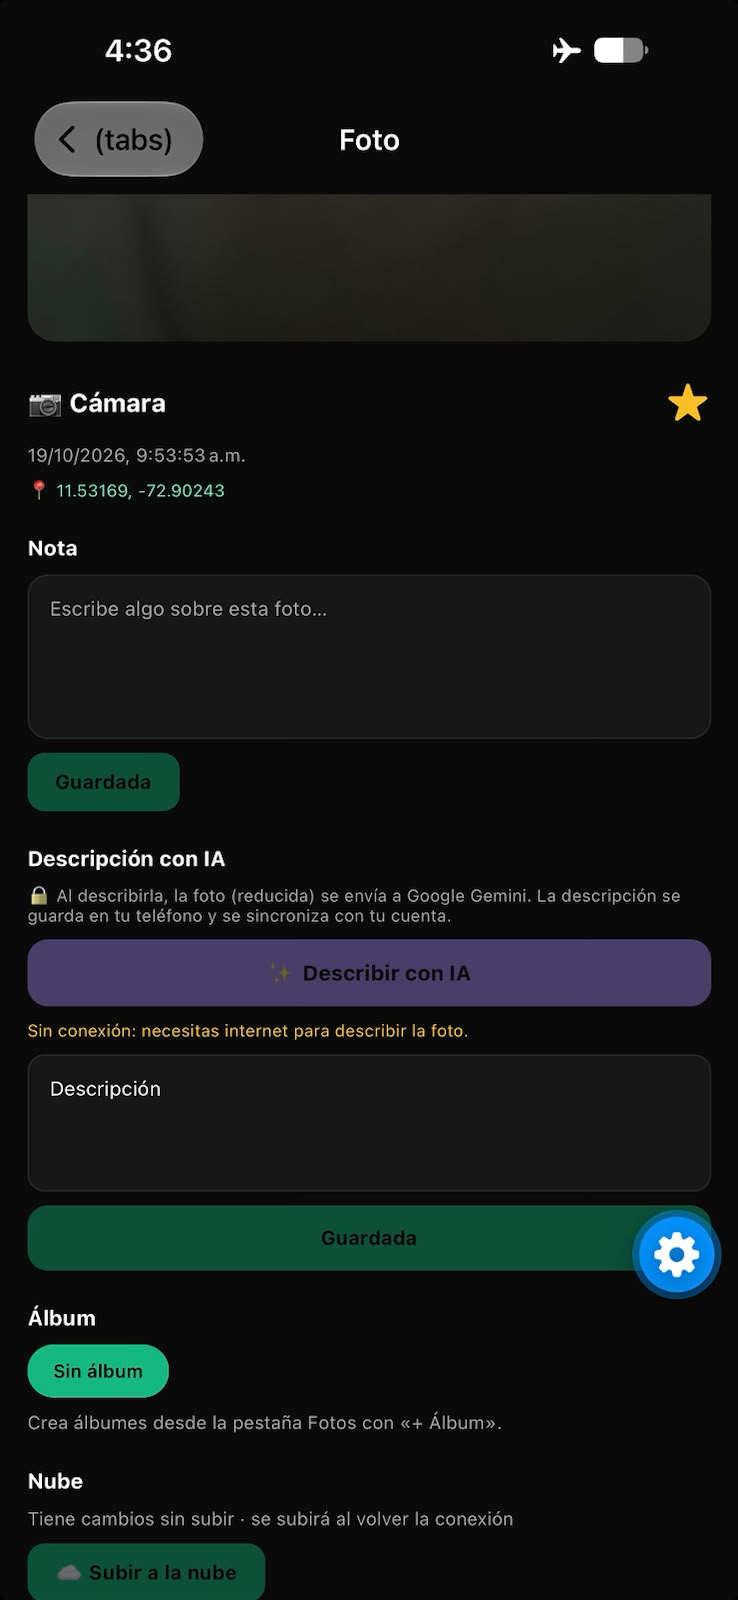 4:36
(tabs)
Foto
Cámara
19/10/2026, 9:53:53 a.m.
11.53169, -72.90243
Nota
Escribe algo sobre esta foto...
Guardada
Descripción con IA
Al describirla, la foto (reducida) se envía a Google Gemini. La descripción se
guarda en tu teléfono y se sincroniza con tu cuenta.
Describir con IA
Sin conexión: necesitas internet para describir la foto.
Descripción
Guardada
Álbum
Sin álbum
Crea álbumes desde la pestaña Fotos con «+ Álbum».
Nube
Tiene cambios sin subir · se subirá al volver la conexión
Subir a la nube